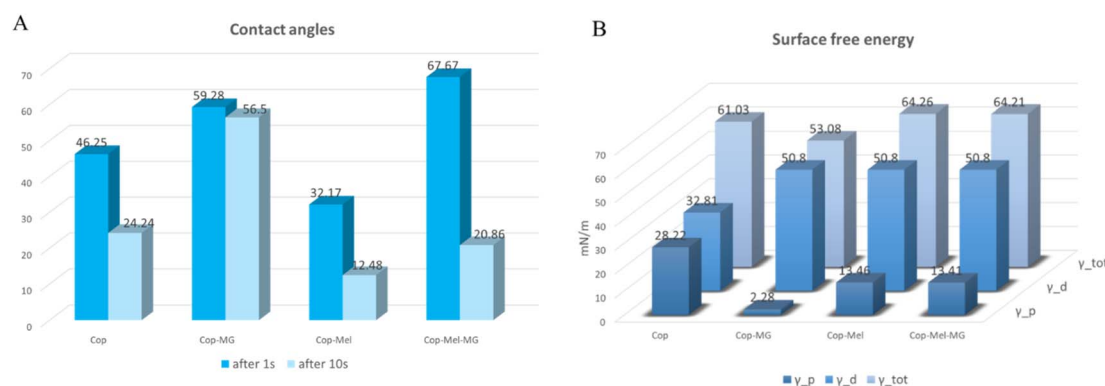 A
Contact angles
70
60
50
40
30
20
10
0
46.25
24.24
59.28
56.5
32.17
12.48
67.67
20.86
Cop
Cop-MG
Cop-Mel
Cop-Mel-MG
after 1s
after 10s
B
Surface free energy
mN/m
70
60
50
40
30
20
10
0
61.03
53.08
64.26
64.21
32.81
50.8
50.8
50.8
28.22
2.28
13.46
13.41
Cop
Cop-MG
Cop-Mel
Cop-Mel-MG
γ_tot
γ_d
γ_p
γ_p
γ_d
γ_tot